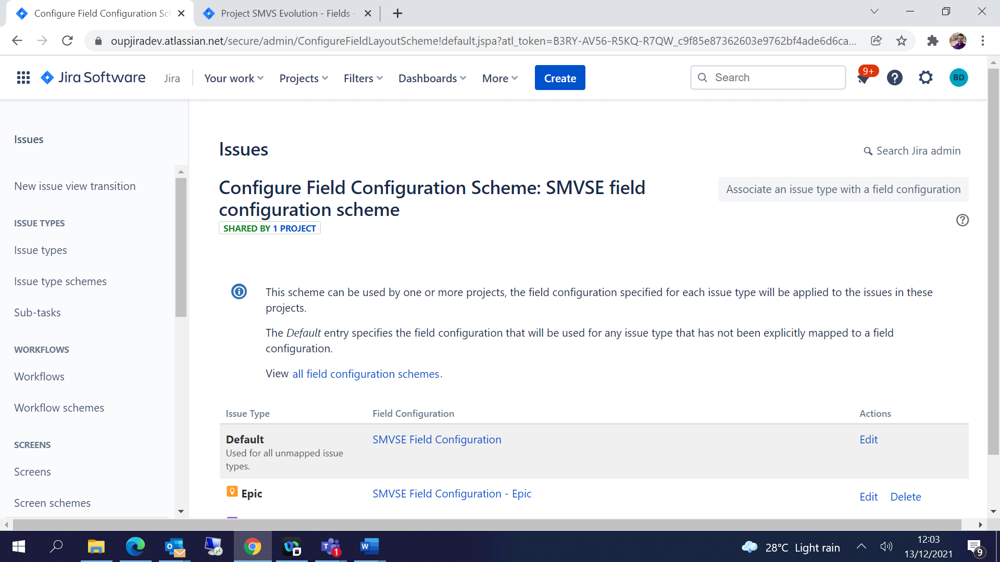 Configure Field Configuration Sch
Project SMVS Evolution - Fields -
oupjiradev.atlassian.net/secure/admin/ConfigureFieldLayoutScheme!default.jspa?atl_token=B3RY-AV56-R5KQ-R7QW_c9f85e87362603e9762bf4ade6d6ca...
Jira Software
Jira
Your work
Projects
Filters
Dashboards
More
Create
Search
9+
BD
Issues
New issue view transition
ISSUE TYPES
Issue types
Issue type schemes
Sub-tasks
WORKFLOWS
Workflows
Workflow schemes
SCREENS
Screens
Screen schemes
Issues
Search Jira admin
Configure Field Configuration Scheme: SMVSE field
configuration scheme
SHARED BY 1 PROJECT
Associate an issue type with a field configuration
This scheme can be used by one or more projects, the field configuration specified for each issue type will be applied to the issues in these
projects.
The Default entry specifies the field configuration that will be used for any issue type that has not been explicitly mapped to a field
configuration.
View all field configuration schemes.
Issue Type Field Configuration Actions
Default SMVSE Field Configuration Edit
Used for all unmapped issue
types.
Epic SMVSE Field Configuration - Epic Edit Delete
28°C Light rain
12:03
13/12/2021
9
1